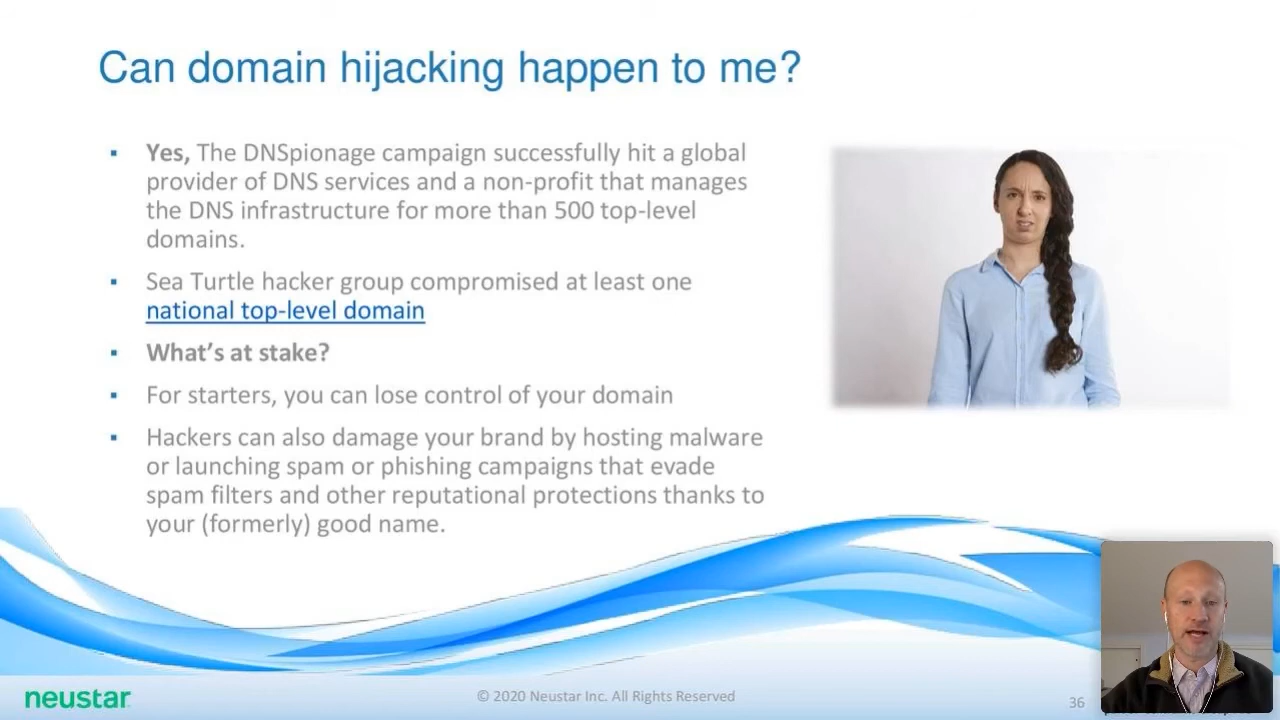 Can domain hijacking happen to me?
▪ Yes, The DNSpionage campaign successfully hit a global
provider of DNS services and a non-profit that manages
the DNS infrastructure for more than 500 top-level
domains.
▪ Sea Turtle hacker group compromised at least one
national top-level domain
▪ What's at stake?
▪ For starters, you can lose control of your domain
▪ Hackers can also damage your brand by hosting malware
or launching spam or phishing campaigns that evade
spam filters and other reputational protections thanks to
your (formerly) good name.
neustar
© 2020 Neustar Inc. All Rights Reserved
36